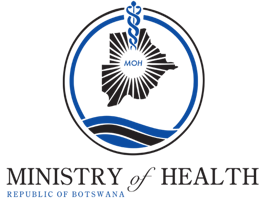 MOH
MINISTRY of HEALTH
REPUBLIC OF BOTSWANA